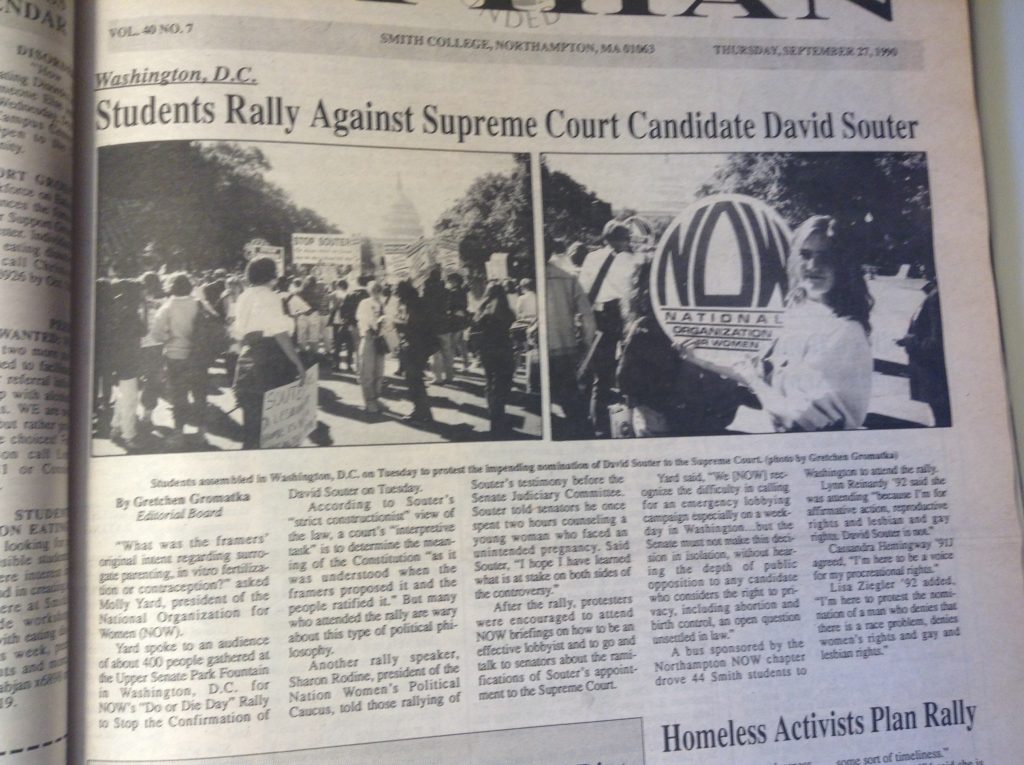 VOL. 40 NO. 7
SMITH COLLEGE, NORTHAMPTON, MA 01063
THURSDAY, SEPTEMBER 27, 1990
Washington, D.C.
Students Rally Against Supreme Court Candidate David Souter
STOP SOUTER
NOW
NATIONAL
ORGANIZATION
FOR WOMEN
Students assembled in Washington, D.C. on Tuesday to protest the impending nomination of David Souter to the Supreme Court. (photo by Gretchen Gromatka)
By Gretchen Gromatka
Editorial Board
"What was the framers'
original intent regarding surro-
gate parenting, in vitro fertiliza-
tion or contraception?" asked
Molly Yard, president of the
National Organization for
Women (NOW).
Yard spoke to an audience
of about 400 people gathered at
the Upper Senate Park Fountain
in Washington, D.C. for
NOW's "Do or Die Day" Rally
to Stop the Confirmation of
David Souter on Tuesday.
According to Souter's
"strict constructionist" view of
the law, a court's "interpretive
task" is to determine the mean-
ing of the Constitution "as it
was understood when the
framers proposed it and the
people ratified it." But many
who attended the rally are wary
about this type of political phi-
losophy.
Another rally speaker,
Sharon Rodine, president of the
Nation Women's Political
Caucus, told those rallying of
Souter's testimony before the
Senate Judiciary Committee.
Souter told senators he once
spent two hours counseling a
young woman who faced an
unintended pregnancy. Said
Souter, "I hope I have learned
what is at stake on both sides of
the controversy."
After the rally, protesters
were encouraged to attend
NOW briefings on how to be an
effective lobbyist and to go and
talk to senators about the rami-
fications of Souter's appoint-
ment to the Supreme Court.
Yard said, "We [NOW] rec-
ognize the difficulty in calling
for an emergency lobbying
campaign especially on a week-
day in Washington...but the
Senate must not make this deci-
sion in isolation, without hear-
ing the depth of public
opposition to any candidate
who considers the right to pri-
vacy, including abortion and
birth control, an open question
unsettled in law."
A bus sponsored by the
Northampton NOW chapter
drove 44 Smith students to
Washington to attend the rally.
Lynn Reinardy '92 said she
was attending "because I'm for
affirmative action, reproductive
rights and lesbian and gay
rights. David Souter is not."
Cassandra Hemingway '91J
agreed, "I'm here to be a voice
for my procreational rights."
Lisa Ziegler '92 added,
"I'm here to protest the nomi-
nation of a man who denies that
there is a race problem, denies
women's rights and gay and
lesbian rights."
Homeless Activists Plan Rally
some sort of timeliness."